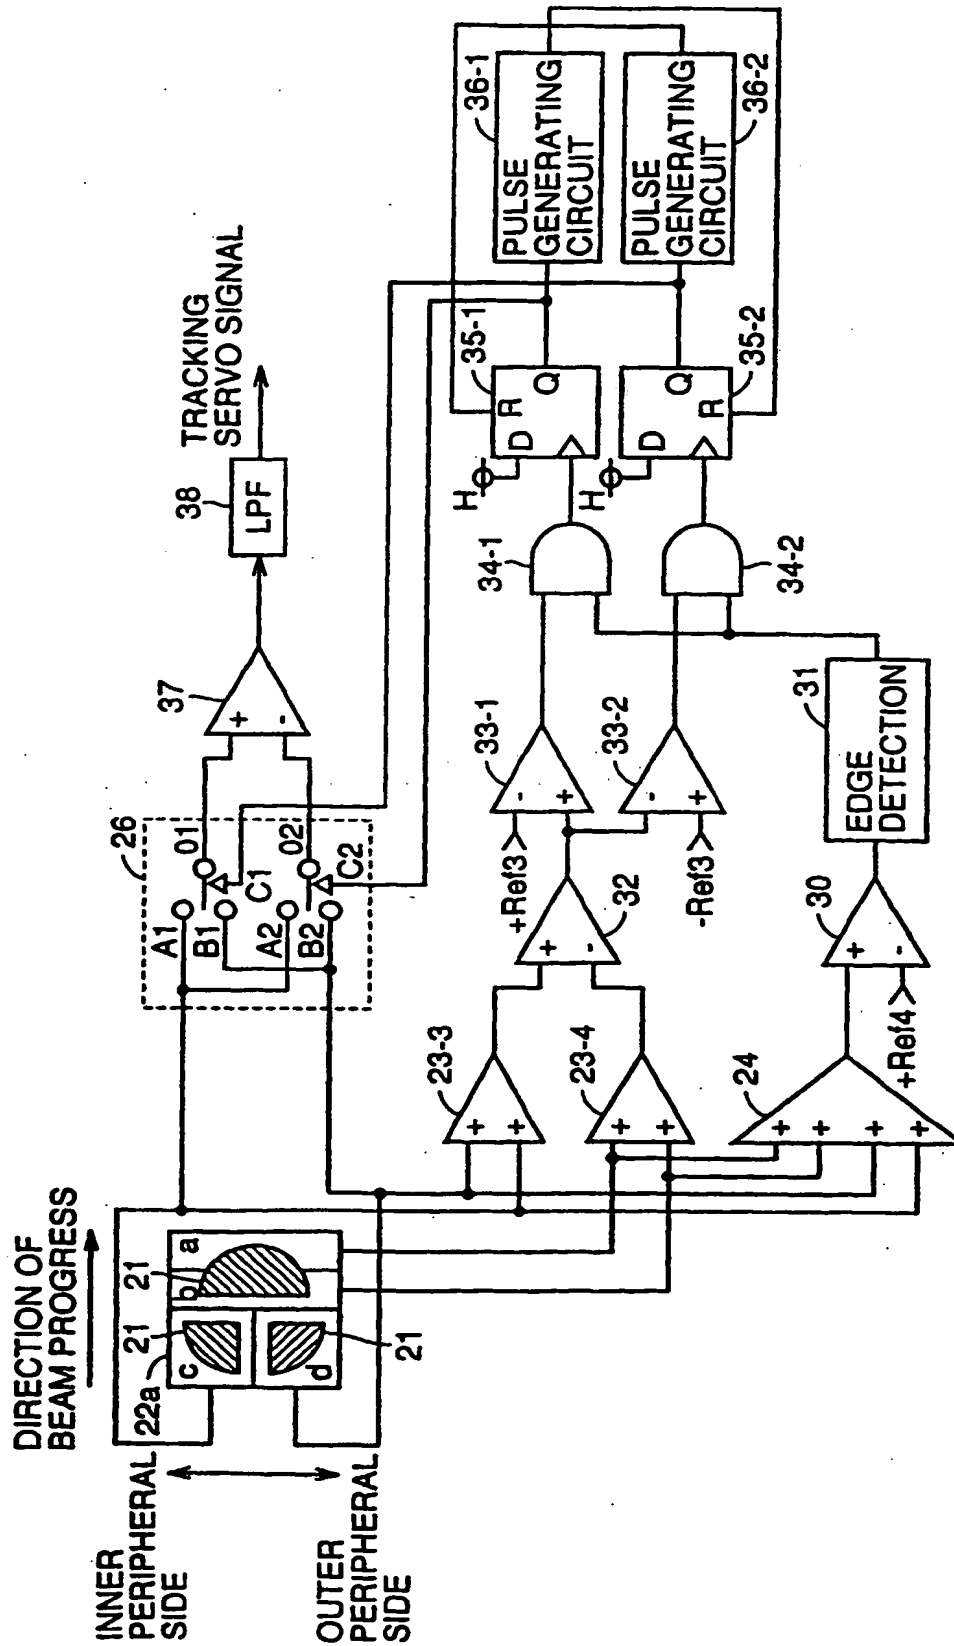 DIRECTION OF
BEAM PROGRESS
INNER
PERIPHERAL
SIDE
OUTER
PERIPHERAL
SIDE
22a
21
21
21
a
b
c
d
26
A1
B1
A2
B2
01
02
C1
C2
37
+
-
38
LPF
TRACKING
SERVO SIGNAL
23-3
+
+
23-4
+
+
24
+
+
+
+
32
+
-
+Ref3
-Ref3
33-1
-
+
33-2
-
+
30
+
-
+Ref4
31
EDGE
DETECTION
34-1
34-2
H
D
R
Q
35-1
H
D
R
Q
35-2
36-1
PULSE
GENERATING
CIRCUIT
36-2
PULSE
GENERATING
CIRCUIT